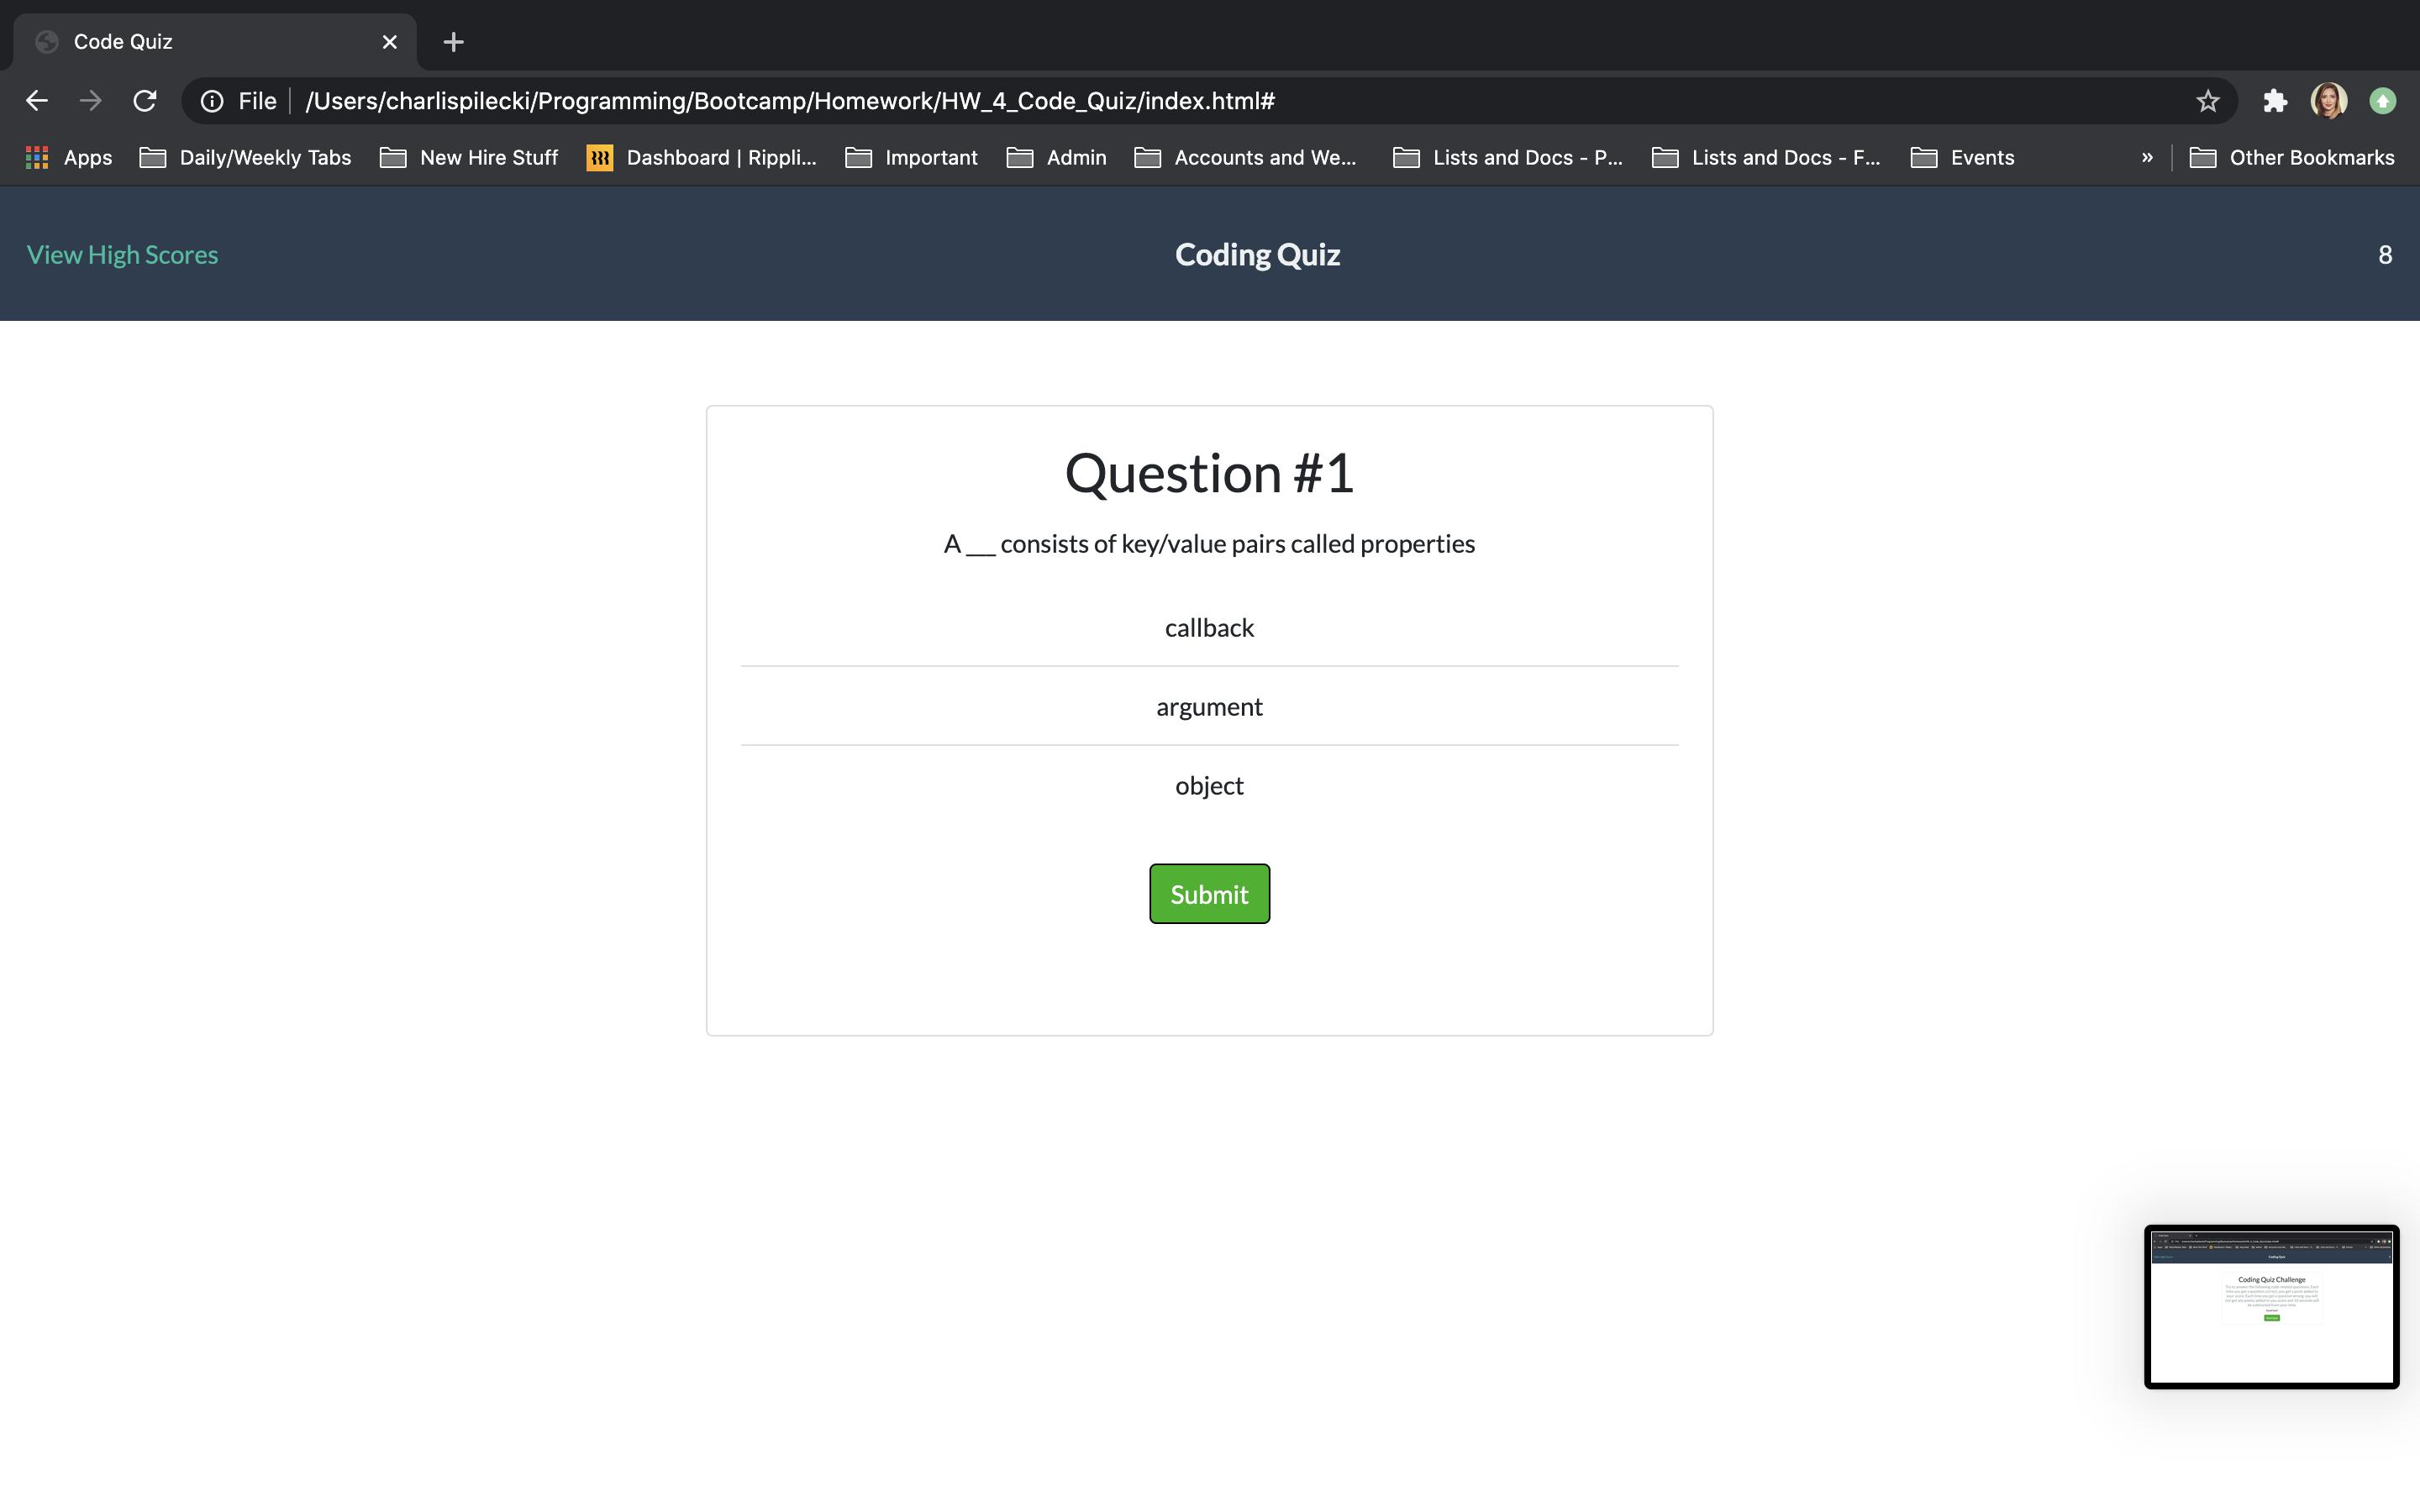 Code Quiz
File /Users/charlispilecki/Programming/Bootcamp/Homework/HW_4_Code_Quiz/index.html#
Apps Daily/Weekly Tabs New Hire Stuff Dashboard | Rippli... Important Admin Accounts and We... Lists and Docs - P... Lists and Docs - F... Events » Other Bookmarks
View High Scores Coding Quiz 8
Question #1
A ___ consists of key/value pairs called properties
callback
argument
object
Submit
Coding Quiz
Coding Quiz Challenge